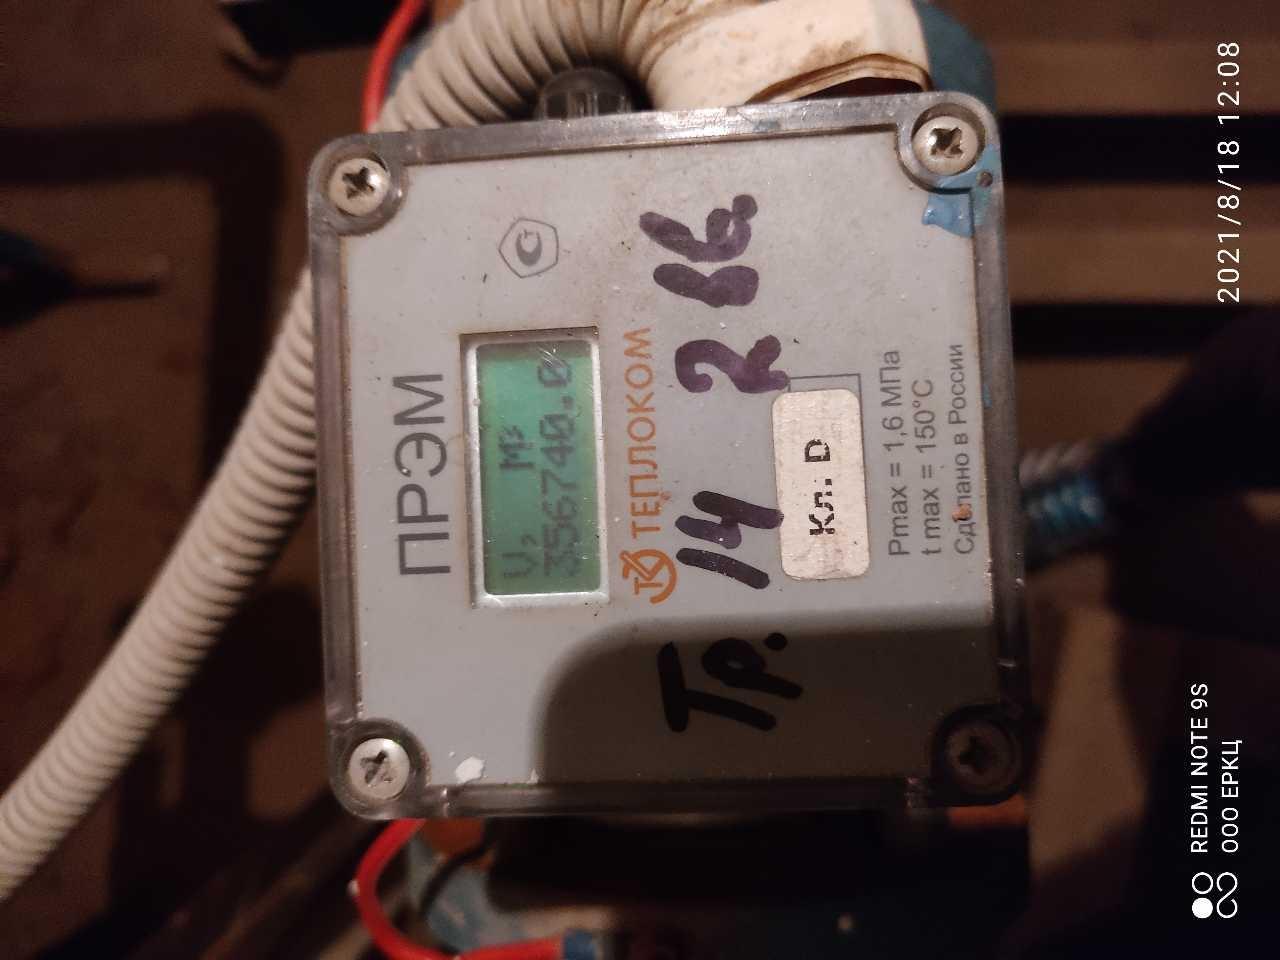 ПРЭМ
V, м³
356740.0
ТЕПЛОКОМ
Тр. 14 2 вв.
Кл. D
Pmax = 1,6 МПа
t max = 150°C
Сделано в России
REDMI NOTE 9S
ООО ЕРКЦ
2021/8/18 12:08